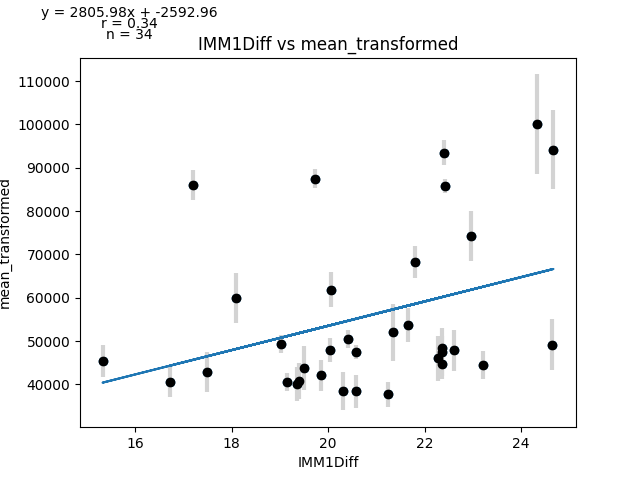 y = 2805.98x + -2592.96
r = 0.34
n = 34
IMM1Diff vs mean_transformed
110000
100000
90000
80000
70000
60000
50000
40000
mean_transformed
16 18 20 22 24
IMM1Diff